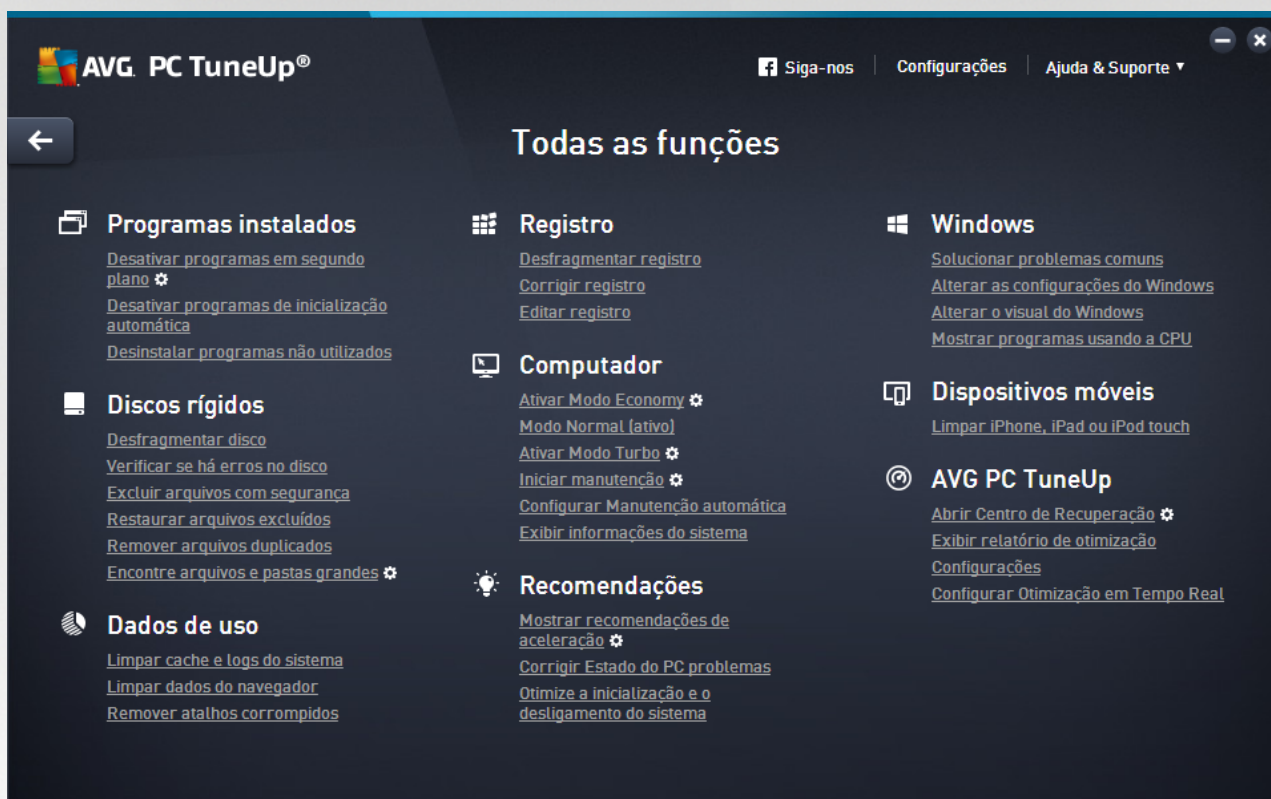 AVG. PC TuneUp®
Siga-nos
Configurações
Ajuda & Suporte
Todas as funções
Programas instalados
Desativar programas em segundo
plano
Desativar programas de inicialização
automática
Desinstalar programas não utilizados
Discos rígidos
Desfragmentar disco
Verificar se há erros no disco
Excluir arquivos com segurança
Restaurar arquivos excluídos
Remover arquivos duplicados
Encontre arquivos e pastas grandes
Dados de uso
Limpar cache e logs do sistema
Limpar dados do navegador
Remover atalhos corrompidos
Registro
Desfragmentar registro
Corrigir registro
Editar registro
Computador
Ativar Modo Economy
Modo Normal (ativo)
Ativar Modo Turbo
Iniciar manutenção
Configurar Manutenção automática
Exibir informações do sistema
Recomendações
Mostrar recomendações de
aceleração
Corrigir Estado do PC problemas
Otimize a inicialização e o
desligamento do sistema
Windows
Solucionar problemas comuns
Alterar as configurações do Windows
Alterar o visual do Windows
Mostrar programas usando a CPU
Dispositivos móveis
Limpar iPhone, iPad ou iPod touch
AVG PC TuneUp
Abrir Centro de Recuperação
Exibir relatório de otimização
Configurações
Configurar Otimização em Tempo Real